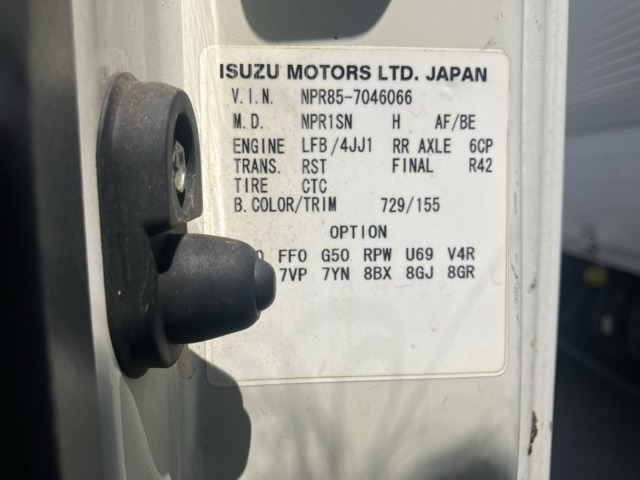 ISUZU MOTORS LTD. JAPAN
V.I.N. NPR85-7046066
M.D. NPR1SN H AF/BE
ENGINE LFB/4JJ1 RR AXLE 6CP
TRANS. RST FINAL R42
TIRE CTC
B.COLOR/TRIM 729/155
OPTION
FF0 G50 RPW U69 V4R
7VP 7YN 8BX 8GJ 8GR